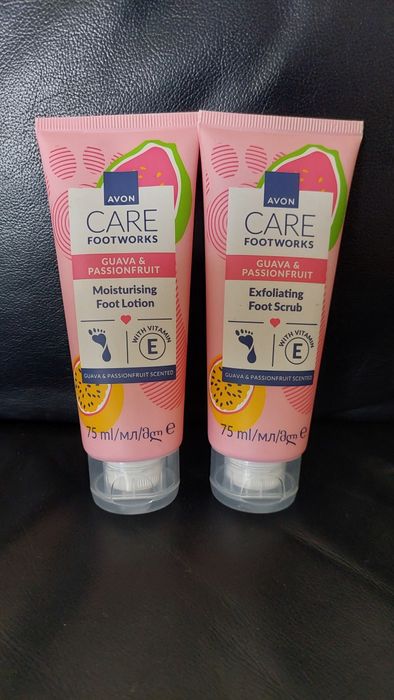 AVON
CARE
FOOTWORKS
GUAVA &
PASSIONFRUIT
Moisturising
Foot Lotion
WITH VITAMIN
E
GUAVA & PASSIONFRUIT SCENTED
75 ml/мл/მლ e
AVON
CARE
FOOTWORKS
GUAVA &
PASSIONFRUIT
Exfoliating
Foot Scrub
WITH VITAMIN
E
GUAVA & PASSIONFRUIT SCENTED
75 ml/мл/მლ e